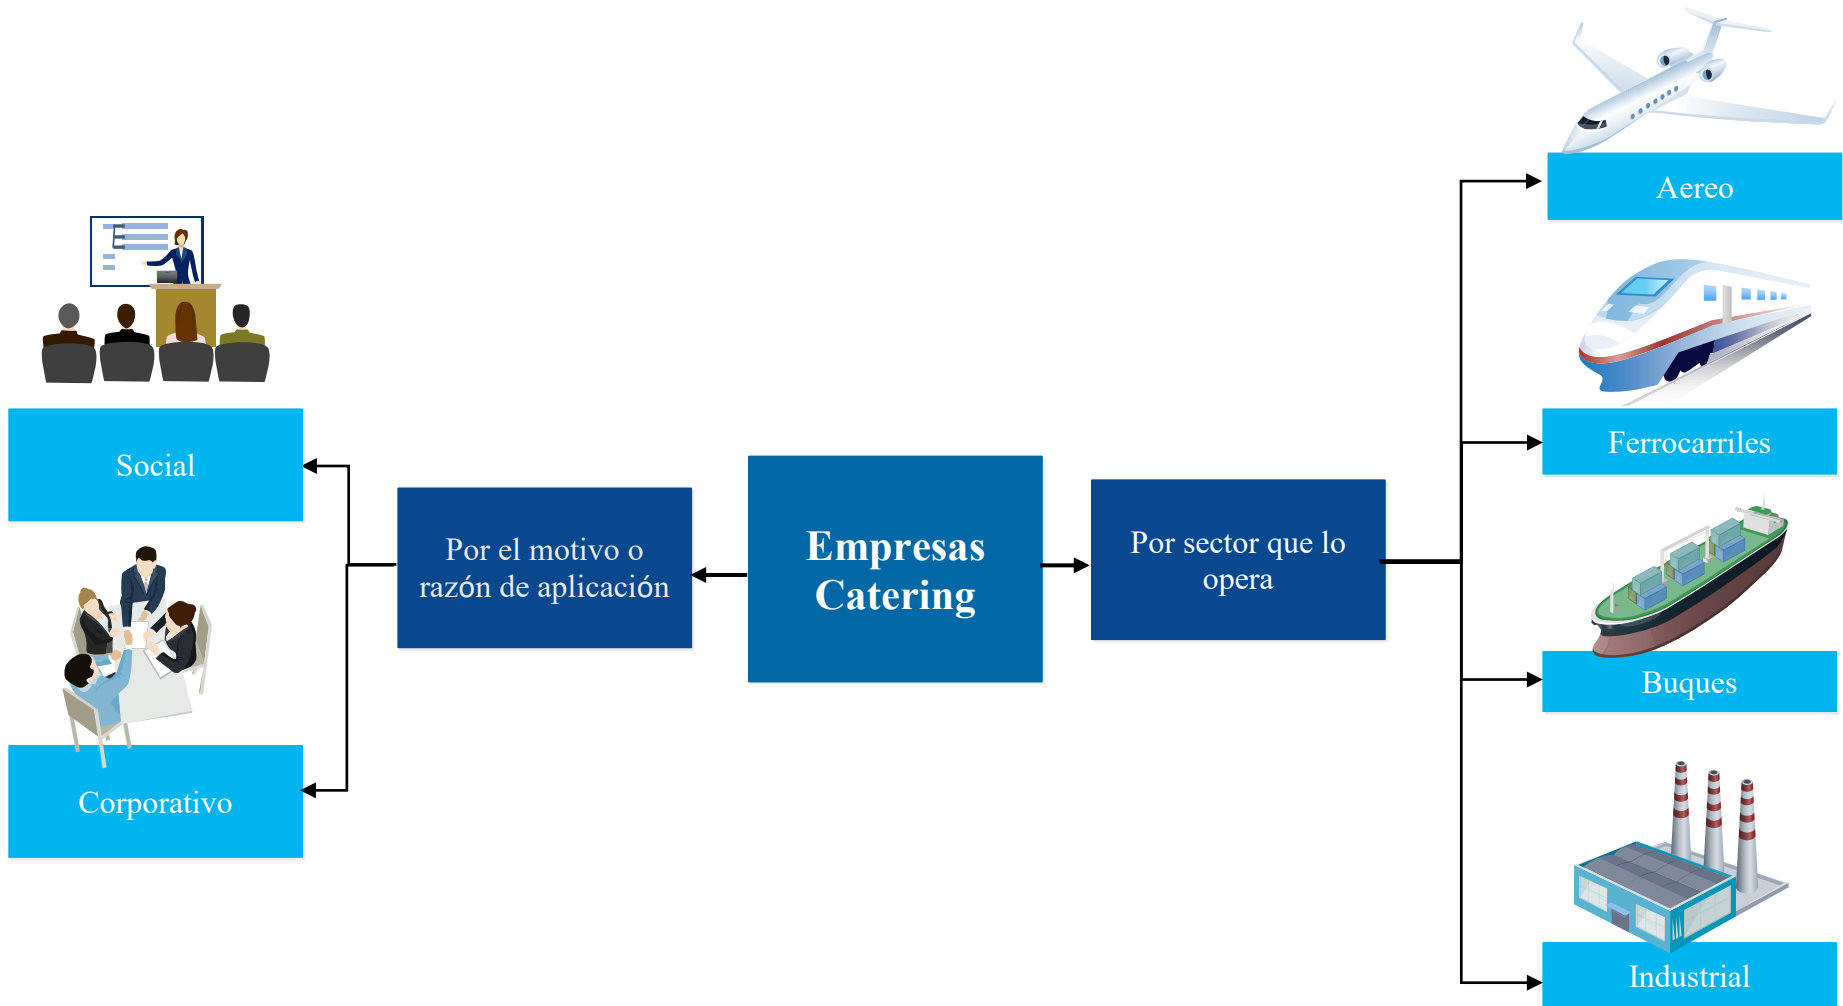 Aereo
Ferrocarriles
Social
Por el motivo o
razón de aplicación
Empresas
Catering
Por sector que lo
opera
Buques
Corporativo
Industrial